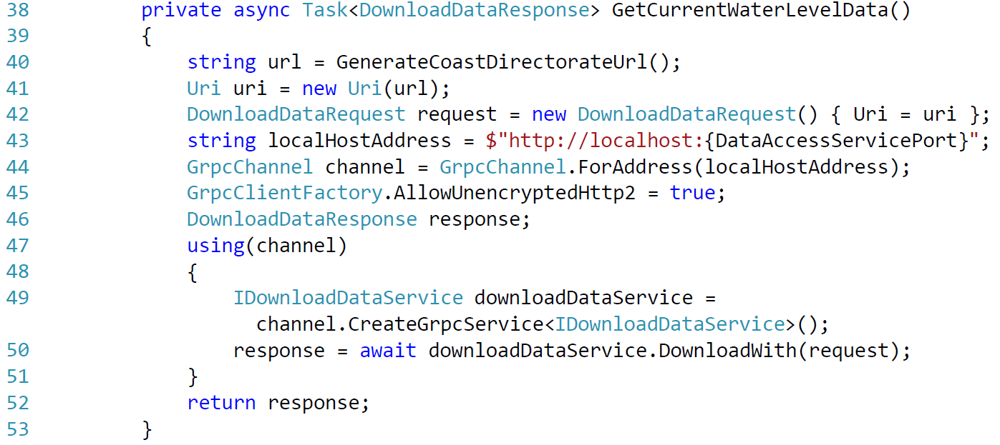 38 private async Task<DownloadDataResponse> GetCurrentWaterLevelData()
39 {
40 string url = GenerateCoastDirectorateUrl();
41 Uri uri = new Uri(url);
42 DownloadDataRequest request = new DownloadDataRequest() { Uri = uri };
43 string localHostAddress = $"http://localhost:{DataAccessServicePort}";
44 GrpcChannel channel = GrpcChannel.ForAddress(localHostAddress);
45 GrpcClientFactory.AllowUnencryptedHttp2 = true;
46 DownloadDataResponse response;
47 using(channel)
48 {
49 IDownloadDataService downloadDataService =
channel.CreateGrpcService<IDownloadDataService>();
50 response = await downloadDataService.DownloadWith(request);
51 }
52 return response;
53 }